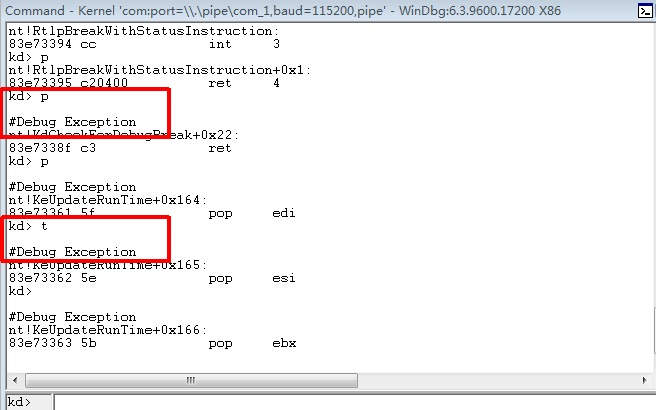 Command - Kernel 'com:port=\\.\pipe\com_1,baud=115200,pipe' - WinDbg:6.3.9600.17200 X86
nt!RtlpBreakWithStatusInstruction:
83e73394 cc int 3
kd> p
nt!RtlpBreakWithStatusInstruction+0x1:
83e73395 c20400 ret 4
kd> p
#Debug Exception
nt!KdCheckForDebugBreak+0x22:
83e7338f c3 ret
kd> p
#Debug Exception
nt!KeUpdateRunTime+0x164:
83e73361 5f pop edi
kd> t
#Debug Exception
nt!KeUpdateRunTime+0x165:
83e73362 5e pop esi
kd>
#Debug Exception
nt!KeUpdateRunTime+0x166:
83e73363 5b pop ebx
kd>